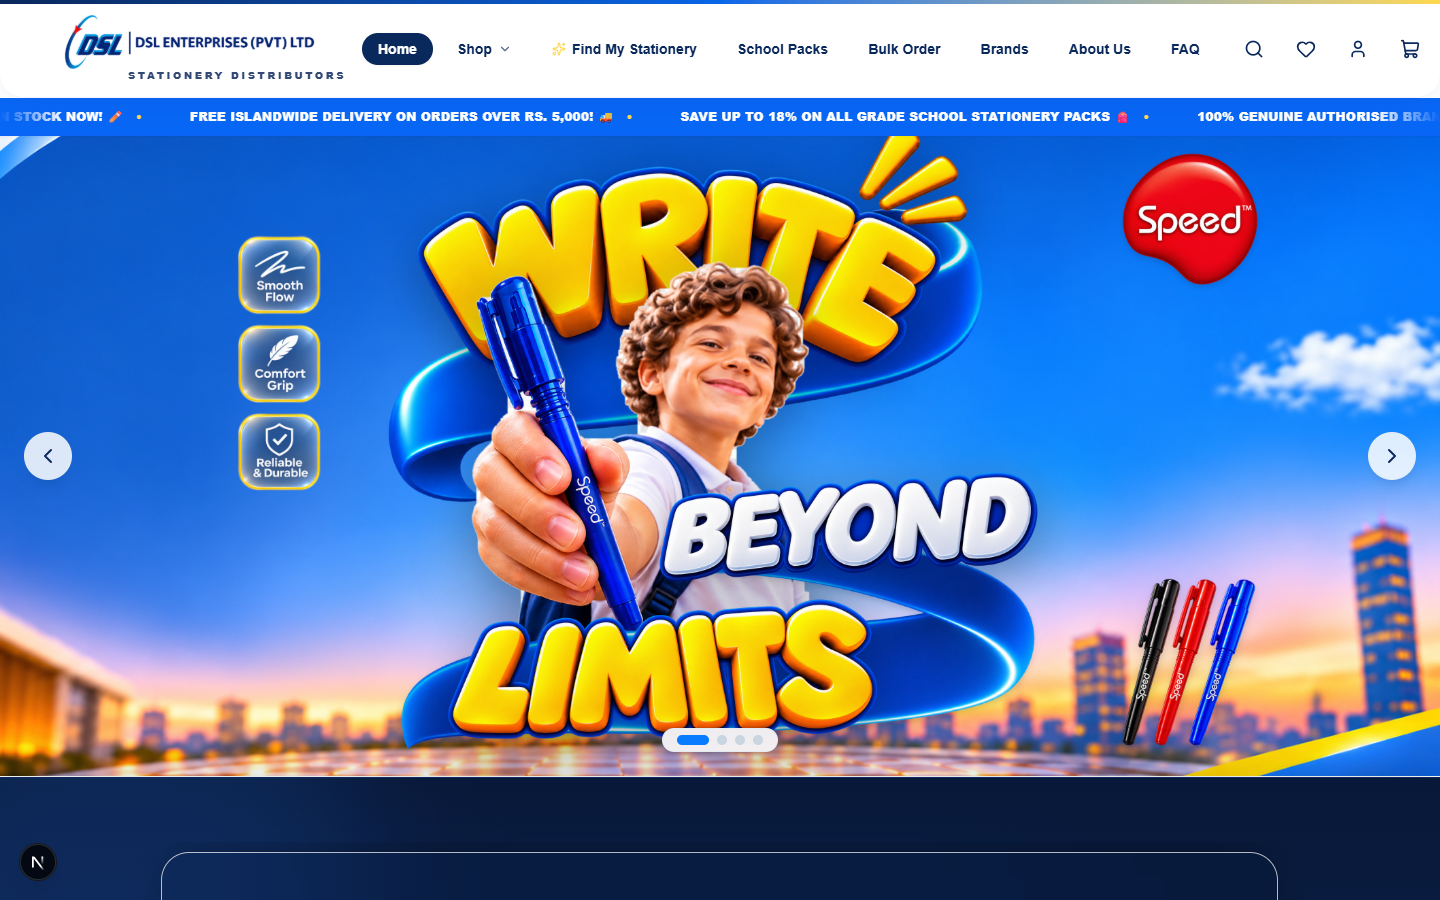 DSL | DSL ENTERPRISES (PVT) LTD
STATIONERY DISTRIBUTORS
Home
Shop
Find My Stationery
School Packs
Bulk Order
Brands
About Us
FAQ
STOCK NOW! • FREE ISLANDWIDE DELIVERY ON ORDERS OVER RS. 5,000! • SAVE UP TO 18% ON ALL GRADE SCHOOL STATIONERY PACKS • 100% GENUINE AUTHORISED
WRITE
BEYOND
LIMITS
Smooth
Flow
Comfort
Grip
Reliable
& Durable
Speed™
Speed
Speed
Speed
Speed
N